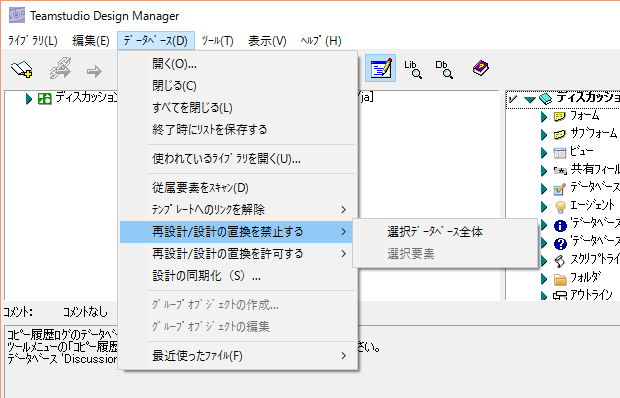 Teamstudio Design Manager
ﾗｲﾌﾞﾗﾘ(L) 編集(E) ﾃﾞｰﾀﾍﾞｰｽ(D) ﾂｰﾙ(T) 表示(V) ﾍﾙﾌﾟ(H)
Lib
Db
ディスカッション
ja]
開く(O)...
閉じる(C)
すべてを閉じる(L)
終了時にリストを保存する
使われているﾗｲﾌﾞﾗﾘを開く(U)...
従属要素をｽｷｬﾝ(D)
ﾃﾝﾌﾟﾚｰﾄへのﾘﾝｸを解除
再設計/設計の置換を禁止する
再設計/設計の置換を許可する
設計の同期化（S）...
ｸﾞﾙｰﾌﾟｵﾌﾞｼﾞｪｸﾄの作成...
ｸﾞﾙｰﾌﾟｵﾌﾞｼﾞｪｸﾄの編集
最近使ったﾌｧｲﾙ(F)
選択ﾃﾞｰﾀﾍﾞｰｽ全体
選択要素
ディスカッション
フォーム
サブフォーム
ビュー
共有フィー
データベース
エージェント
'データベース
'データベース
スクリプトライ
フォルダ
アウトライン
コメント: コメントなし
コピー履歴ログのデータベ
ツールメニューの「コピー履歴 さい。
データベース 'Discussion